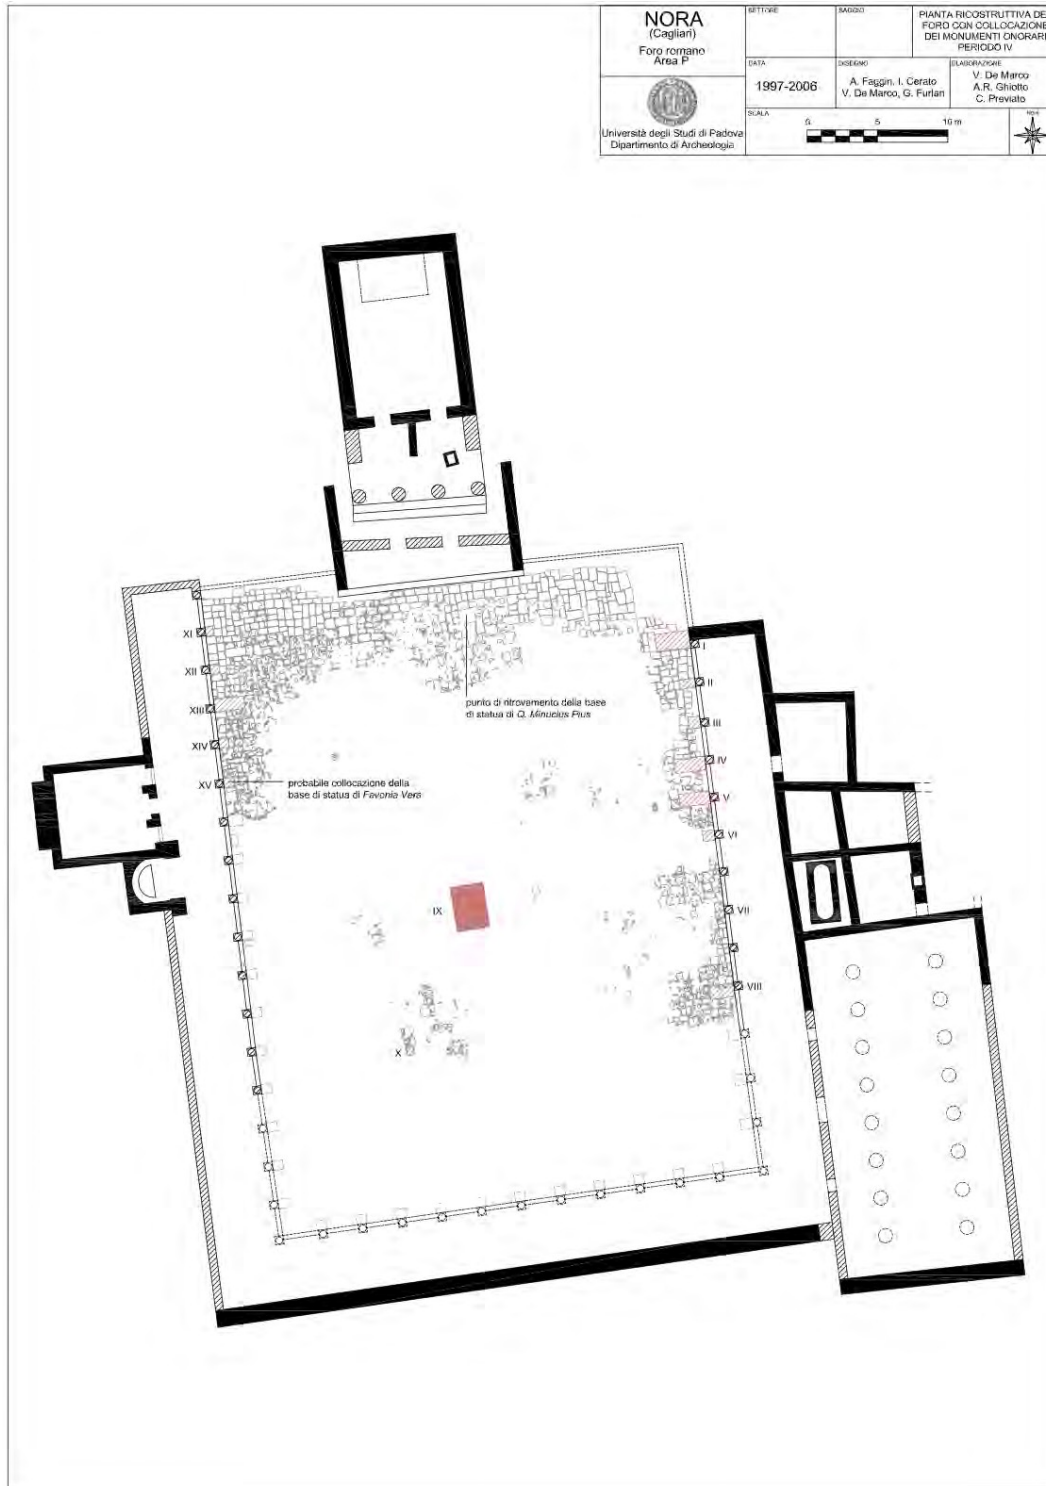 NORA
(Cagliari)
Foro romano
Area P
Università degli Studi di Padova
Dipartimento di Archeologia
SETTORE
SAGGIO
PIANTA RICOSTRUTTIVA DE
FORO CON COLLOCAZIONE
DEI MONUMENTI ONORARI
PERIODO IV
DATA
1997-2006
DISEGNO
A. Faggin, I. Cerato
V. De Marco, G. Furlan
ELABORAZIONE
V. De Marco
A.R. Ghiotto
C. Previato
SCALA
0 5 10 m
XI
XII
XIII
XIV
XV
I
II
III
IV
V
VI
VII
VIII
IX
X
punto di ritrovamento della base
di statua di Q. Minucius Pius
probabile collocazione della
base di statua di Favonia Vera